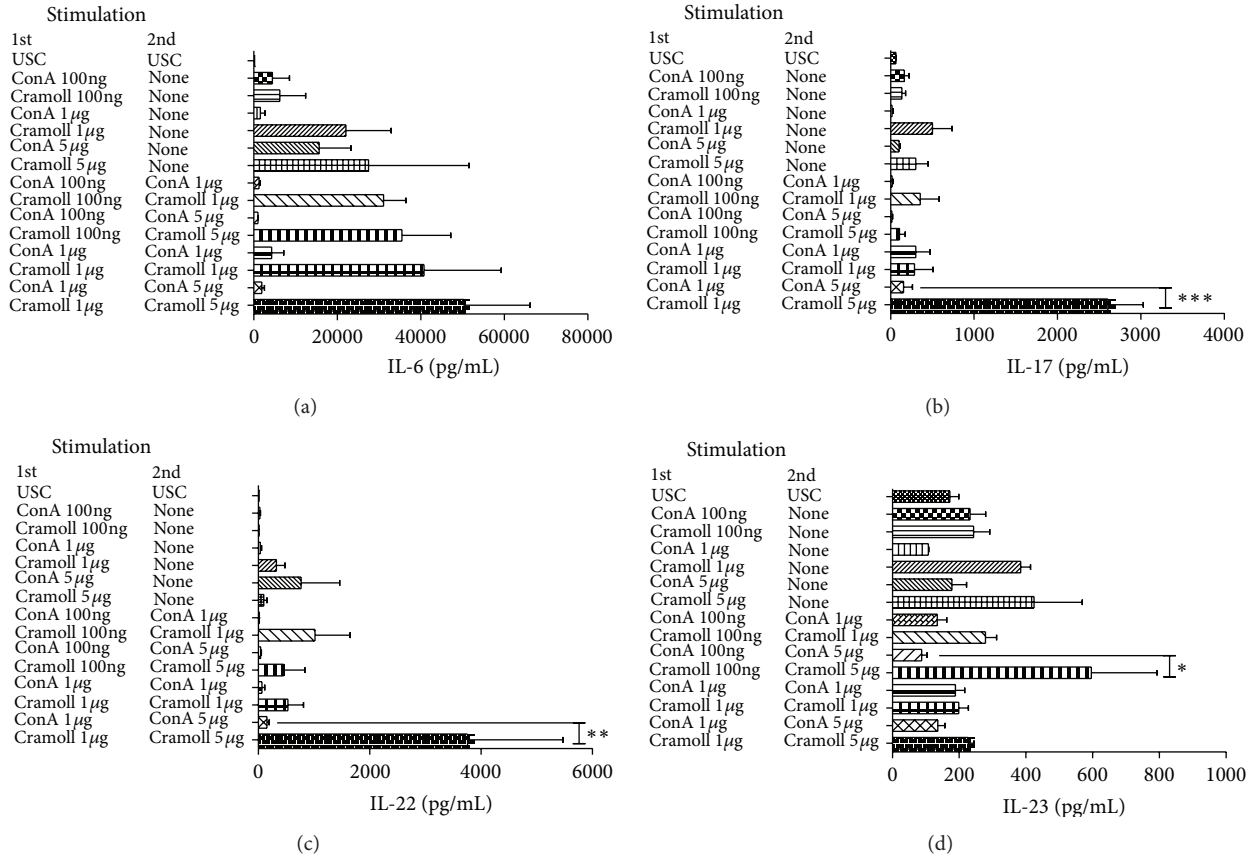 Stimulation
1st 2nd
USC USC
ConA 100ng None
Cramoll 100ng None
ConA 1μg None
Cramoll 1μg None
ConA 5μg None
Cramoll 5μg None
ConA 100ng ConA 1μg
Cramoll 100ng Cramoll 1μg
ConA 100ng ConA 5μg
Cramoll 100ng Cramoll 5μg
ConA 1μg ConA 1μg
Cramoll 1μg Cramoll 1μg
ConA 1μg ConA 5μg
Cramoll 1μg Cramoll 5μg
0 20000 40000 60000 80000
IL-6 (pg/mL)
(a)
Stimulation
1st 2nd
USC USC
ConA 100ng None
Cramoll 100ng None
ConA 1μg None
Cramoll 1μg None
ConA 5μg None
Cramoll 5μg None
ConA 100ng ConA 1μg
Cramoll 100ng Cramoll 1μg
ConA 100ng ConA 5μg
Cramoll 100ng Cramoll 5μg
ConA 1μg ConA 1μg
Cramoll 1μg Cramoll 1μg
ConA 1μg ConA 5μg
Cramoll 1μg Cramoll 5μg
***
0 1000 2000 3000 4000
IL-17 (pg/mL)
(b)
Stimulation
1st 2nd
USC USC
ConA 100ng None
Cramoll 100ng None
ConA 1μg None
Cramoll 1μg None
ConA 5μg None
Cramoll 5μg None
ConA 100ng ConA 1μg
Cramoll 100ng Cramoll 1μg
ConA 100ng ConA 5μg
Cramoll 100ng Cramoll 5μg
ConA 1μg ConA 1μg
Cramoll 1μg Cramoll 1μg
ConA 1μg ConA 5μg
Cramoll 1μg Cramoll 5μg
**
0 2000 4000 6000
IL-22 (pg/mL)
(c)
Stimulation
1st 2nd
USC USC
ConA 100ng None
Cramoll 100ng None
ConA 1μg None
Cramoll 1μg None
ConA 5μg None
Cramoll 5μg None
ConA 100ng ConA 1μg
Cramoll 100ng Cramoll 1μg
ConA 100ng ConA 5μg
Cramoll 100ng Cramoll 5μg
*
ConA 1μg ConA 1μg
Cramoll 1μg Cramoll 1μg
ConA 1μg ConA 5μg
Cramoll 1μg Cramoll 5μg
0 200 400 600 800 1000
IL-23 (pg/mL)
(d)